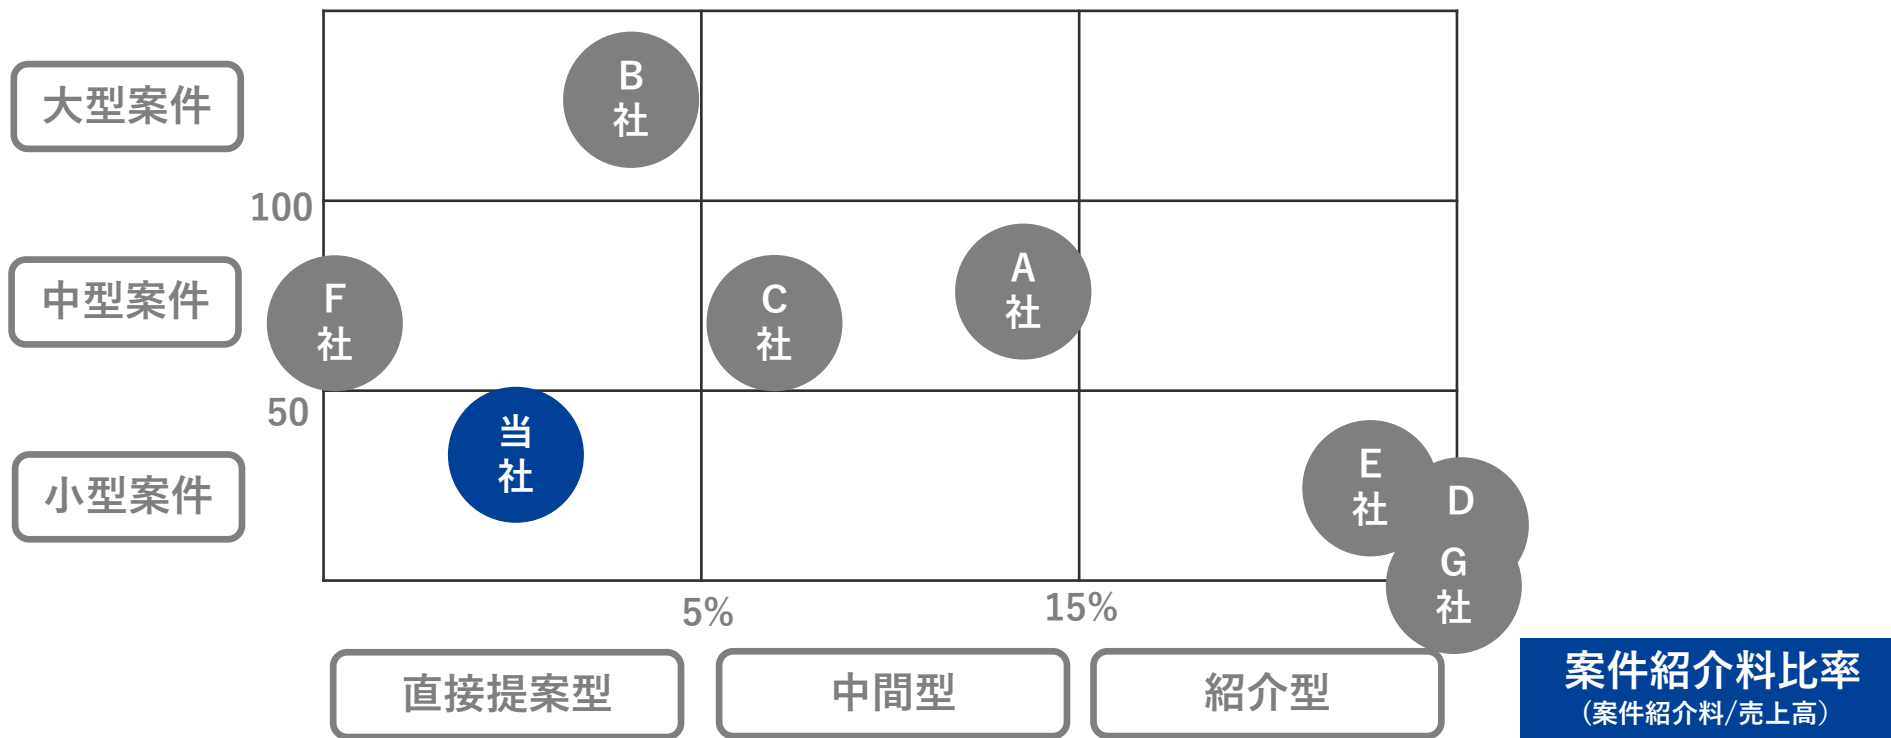 大型案件
B
社
100
中型案件
F
社
C
社
A
社
50
当
社
小型案件
E
社
D
G
社
5%
15%
直接提案型
中間型
紹介型
案件紹介料比率
(案件紹介料/売上高)